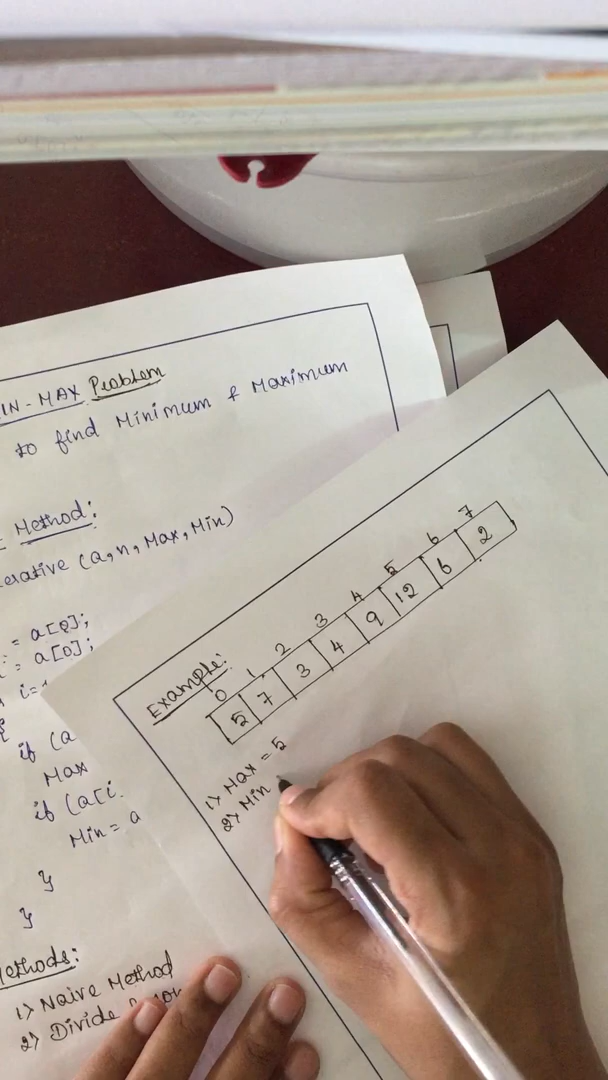 IN-MAX Problem
to find Minimum & Maximum
Method:
erative (a,n,Max,Min)
= a[0];
= a[0];
i=
if (a
Max
if (a[i
Min = a
}
}
ethods:
1) Naive Method
2) Divide
Example:
0 1 2 3 4 5 6 7
5 7 3 4 9 12 6 2
1) Max = 5
2) Min